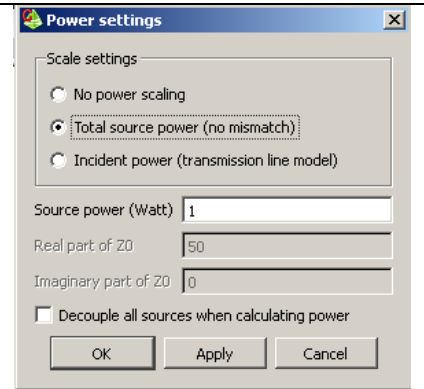 Power settings
Scale settings
No power scaling
Total source power (no mismatch)
Incident power (transmission line model)
Source power (Watt) 1
Real part of Z0 50
Imaginary part of Z0 0
Decouple all sources when calculating power
OK Apply Cancel